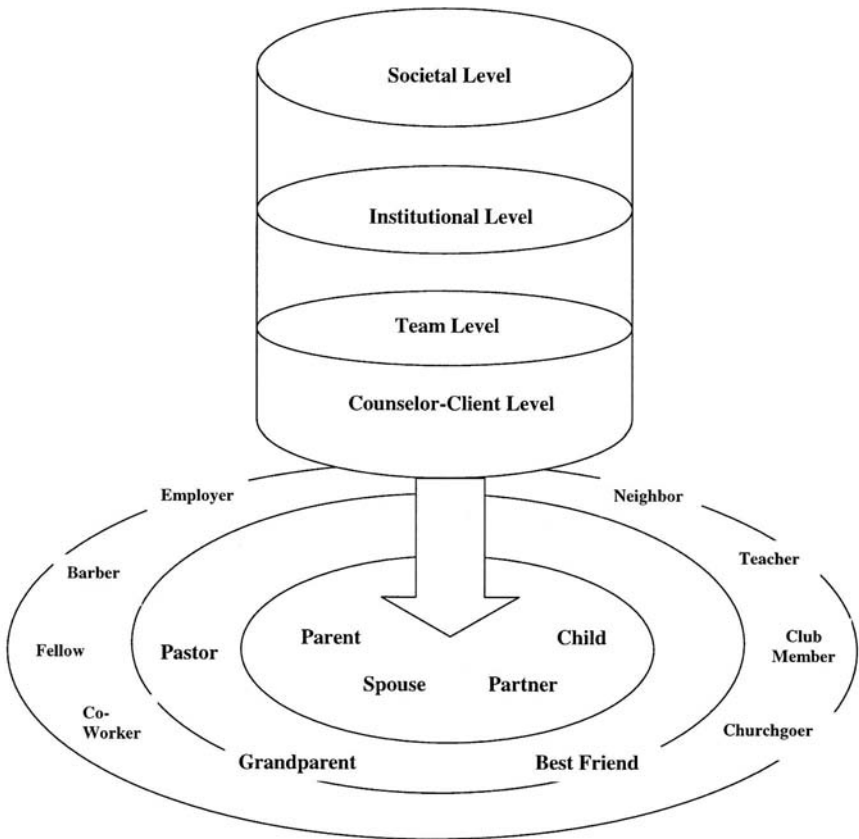 Societal Level
Institutional Level
Team Level
Counselor-Client Level
Employer
Neighbor
Barber
Teacher
Fellow
Pastor
Parent
Child
Club
Member
Spouse
Partner
Co-
Worker
Churchgoer
Grandparent
Best Friend